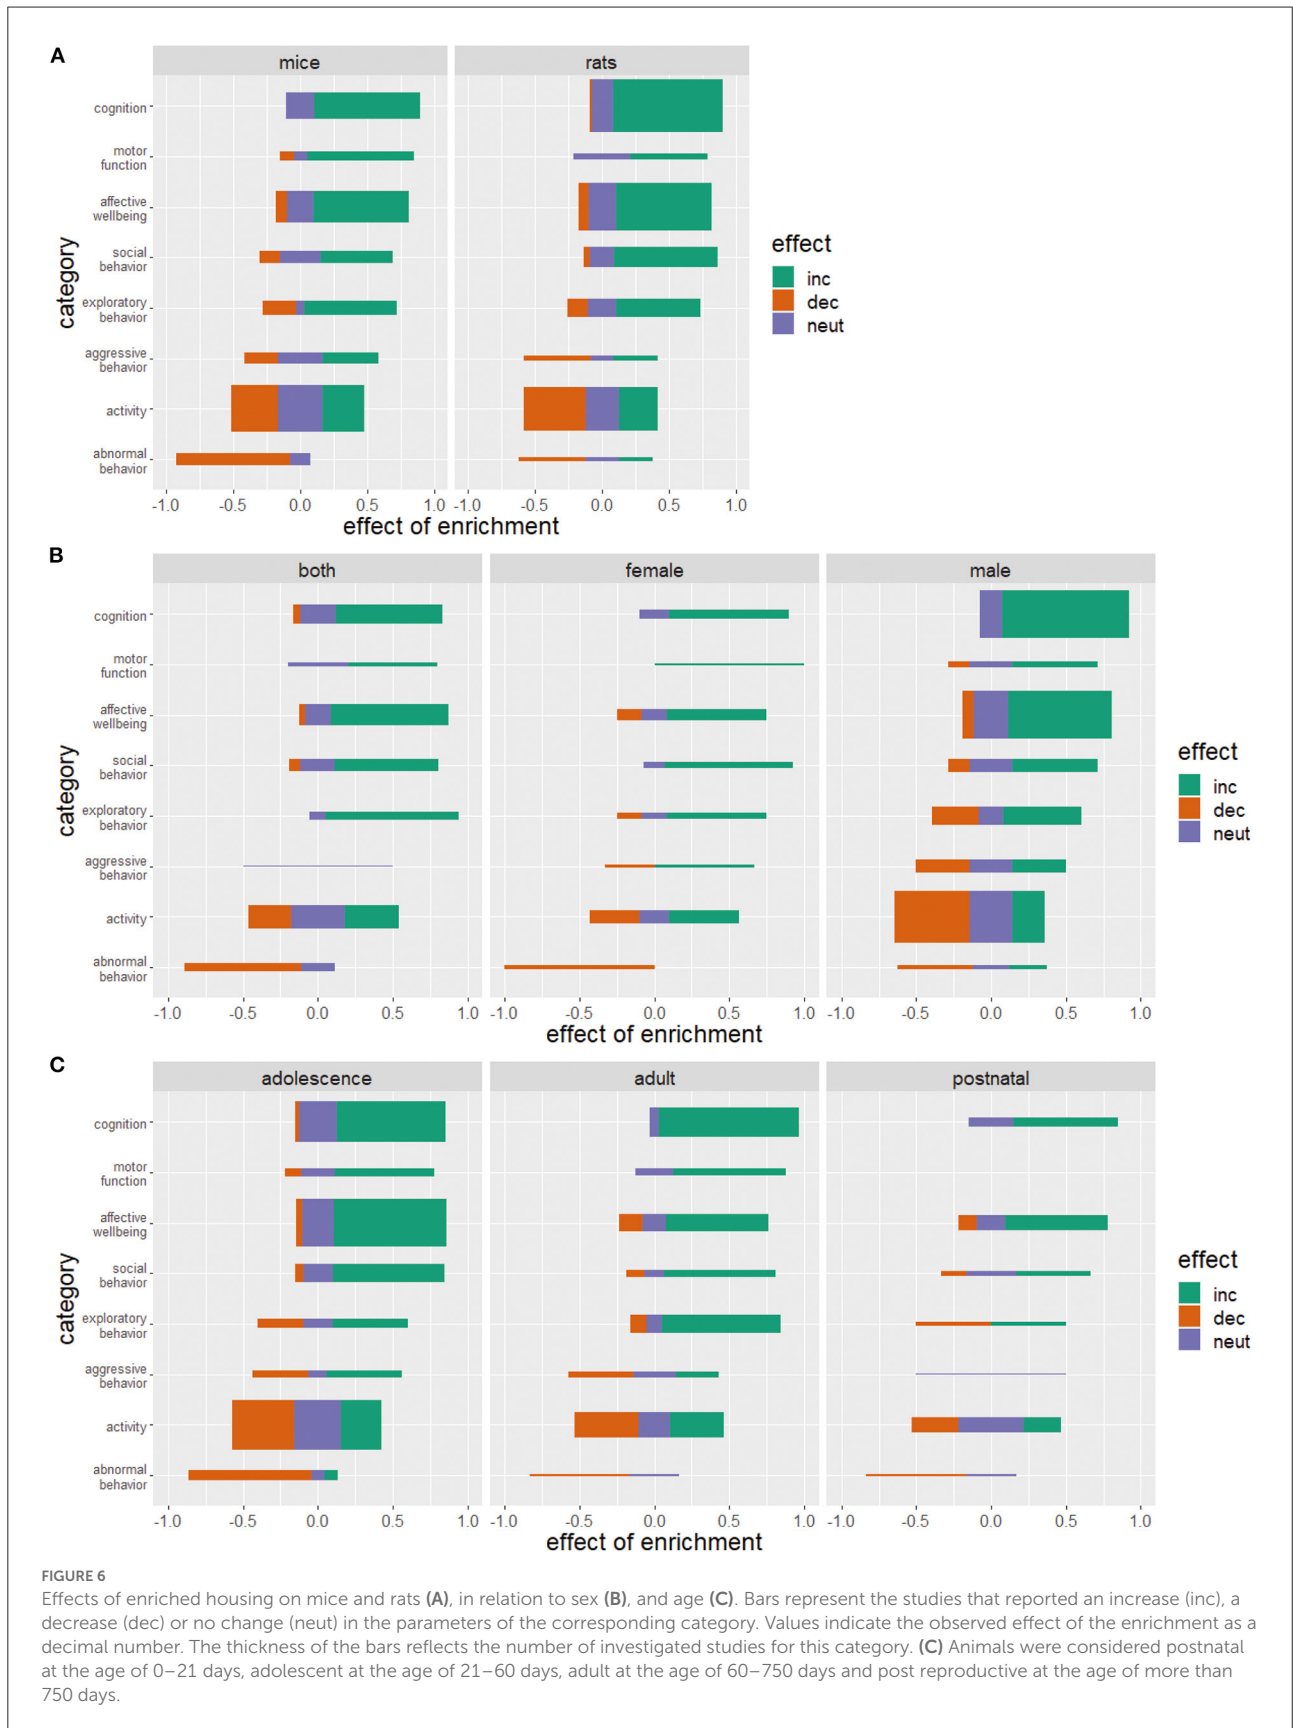 A
mice
rats
cognition
motor
function
affective
wellbeing
social
behavior
exploratory
behavior
aggressive
behavior
activity
abnormal
behavior
category
-1.0 -0.5 0.0 0.5 1.0
-1.0 -0.5 0.0 0.5 1.0
effect of enrichment
effect
inc
dec
neut
B
both
female
male
cognition
motor
function
affective
wellbeing
social
behavior
exploratory
behavior
aggressive
behavior
activity
abnormal
behavior
category
-1.0 -0.5 0.0 0.5 1.0
-1.0 -0.5 0.0 0.5 1.0
-1.0 -0.5 0.0 0.5 1.0
effect of enrichment
effect
inc
dec
neut
C
adolescence
adult
postnatal
cognition
motor
function
affective
wellbeing
social
behavior
exploratory
behavior
aggressive
behavior
activity
abnormal
behavior
category
-1.0 -0.5 0.0 0.5 1.0
-1.0 -0.5 0.0 0.5 1.0
-1.0 -0.5 0.0 0.5 1.0
effect of enrichment
effect
inc
dec
neut
FIGURE 6
Effects of enriched housing on mice and rats (A), in relation to sex (B), and age (C). Bars represent the studies that reported an increase (inc), a
decrease (dec) or no change (neut) in the parameters of the corresponding category. Values indicate the observed effect of the enrichment as a
decimal number. The thickness of the bars reflects the number of investigated studies for this category. (C) Animals were considered postnatal
at the age of 0–21 days, adolescent at the age of 21–60 days, adult at the age of 60–750 days and post reproductive at the age of more than
750 days.